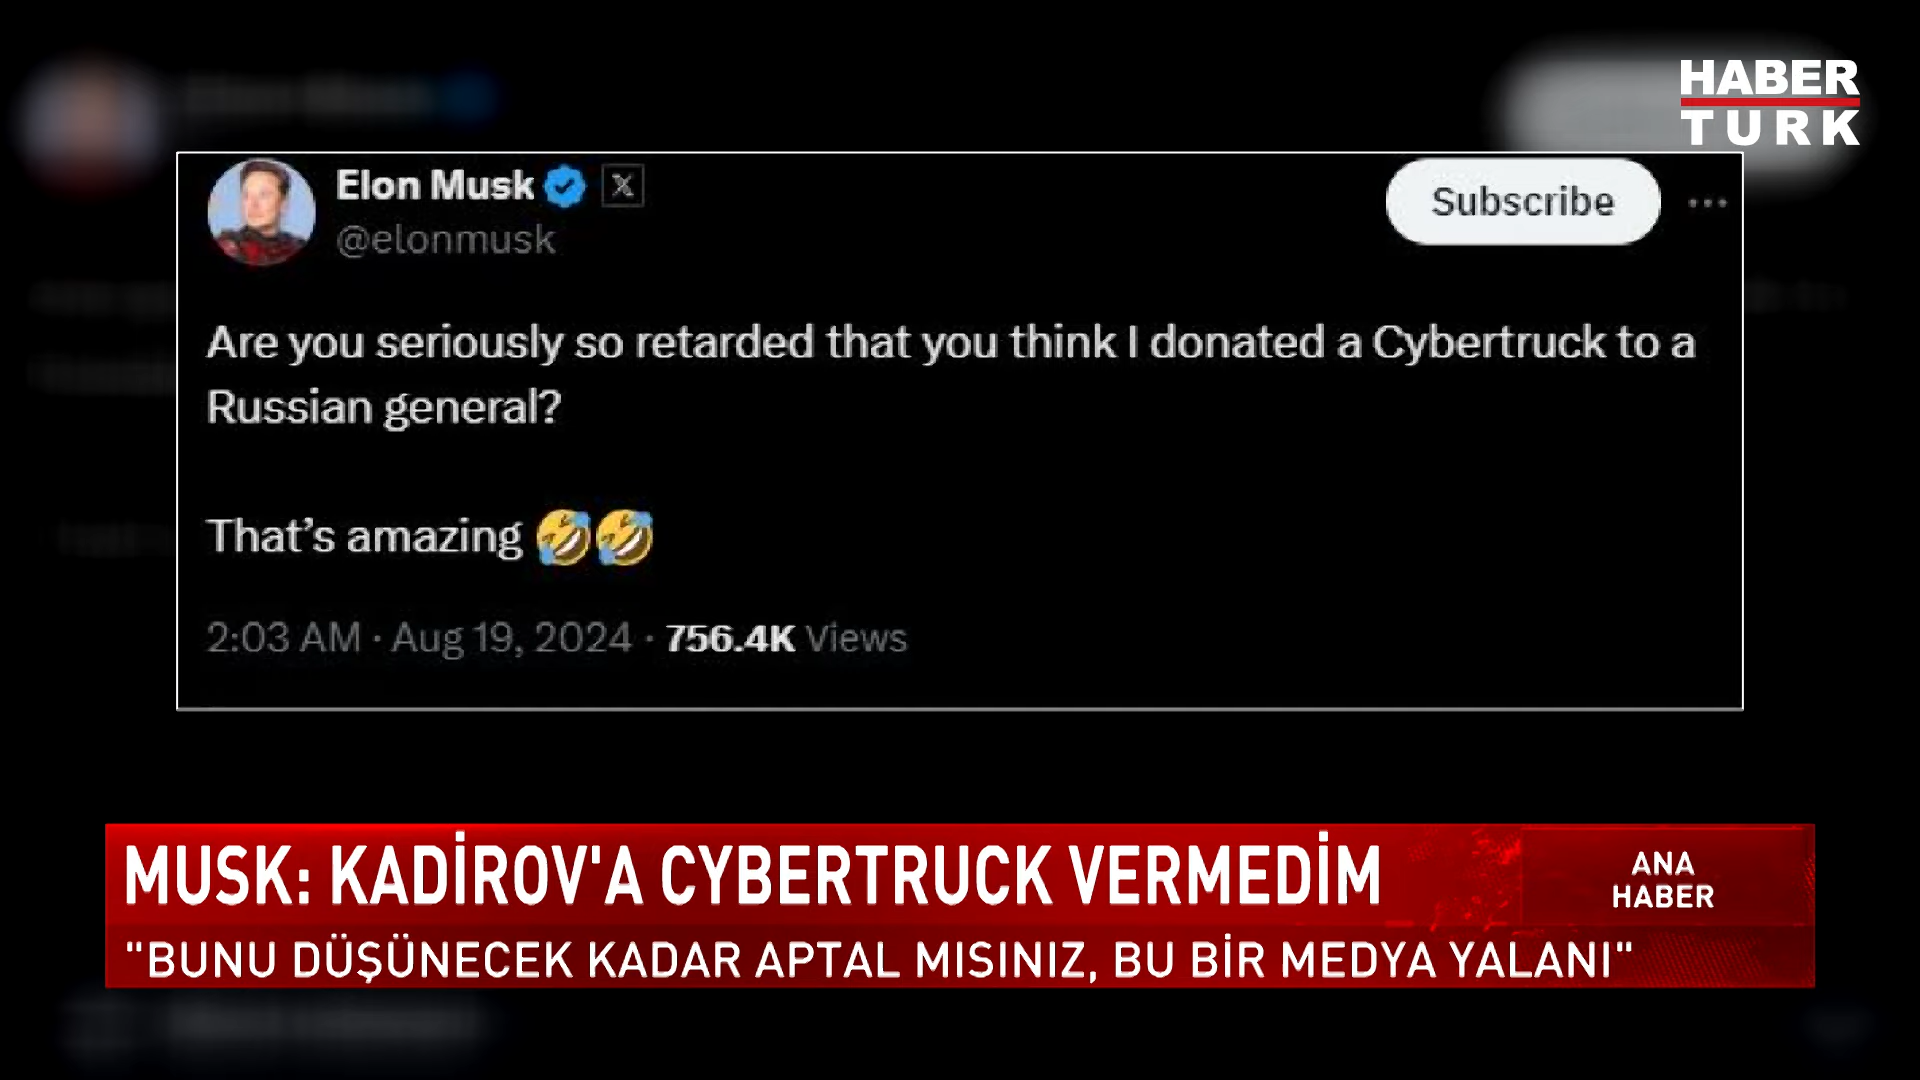 HABER
TURK
Elon Musk
@elonmusk
Subscribe
Are you seriously so retarded that you think I donated a Cybertruck to a
Russian general?
That's amazing 🤣🤣
2:03 AM · Aug 19, 2024 · 756.4K Views
MUSK: KADİROV'A CYBERTRUCK VERMEDİM
ANA
HABER
"BUNU DÜŞÜNECEK KADAR APTAL MISINIZ, BU BİR MEDYA YALANI"